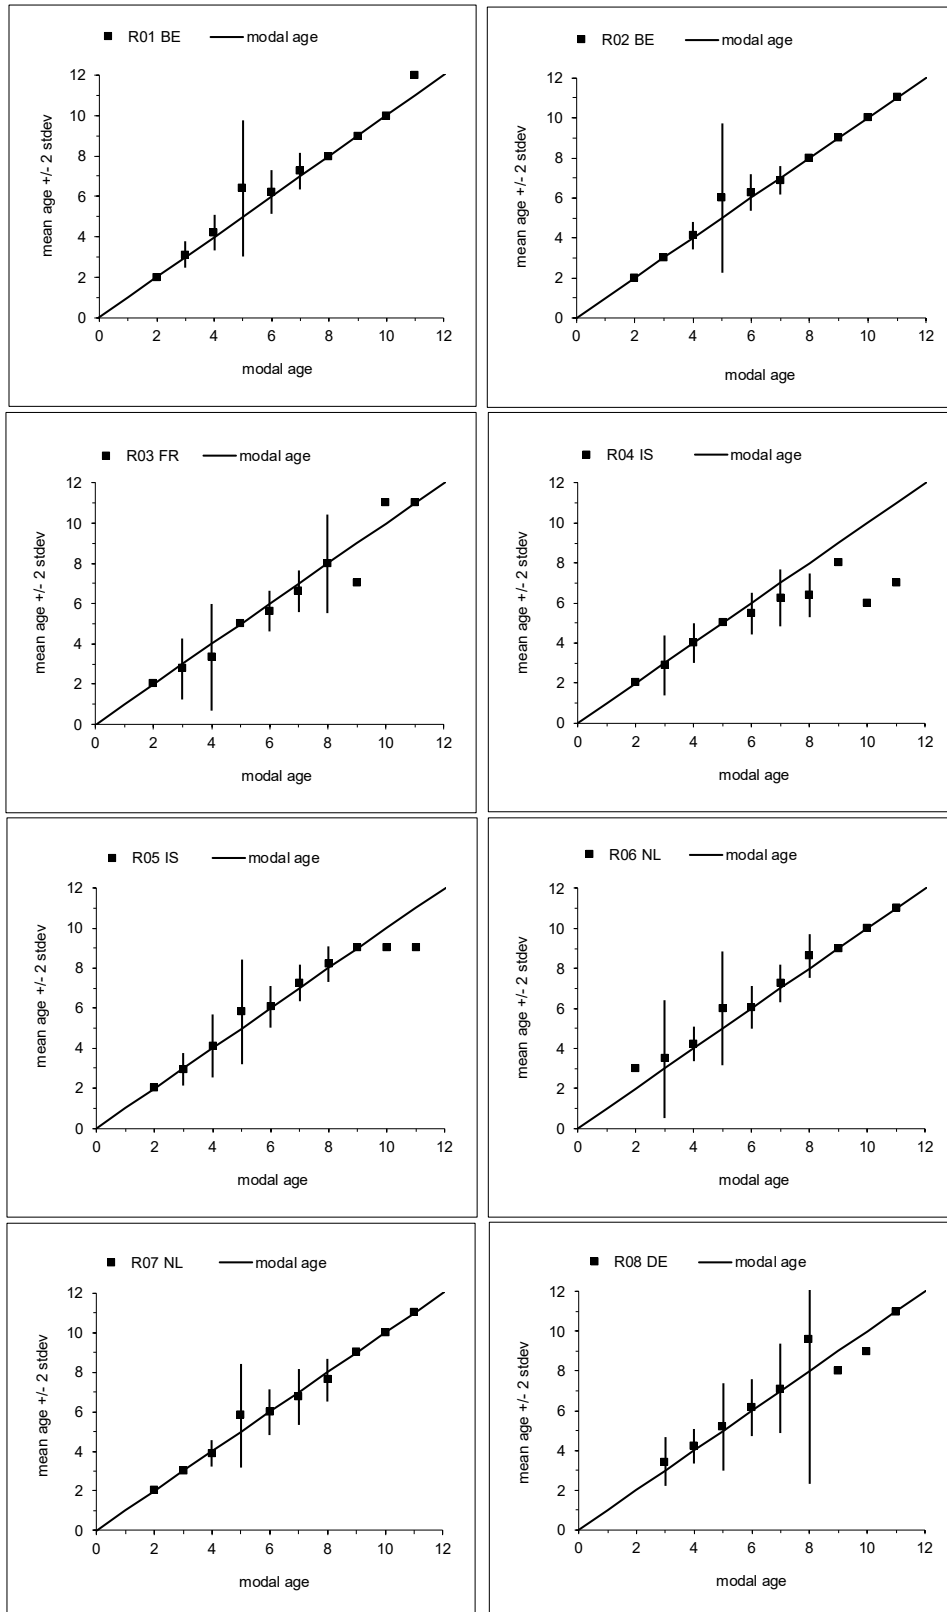 R01 BE modal age
mean age +/- 2 stdev
12
10
8
6
4
2
0
0 2 4 6 8 10 12
modal age
R02 BE modal age
mean age +/- 2 stdev
12
10
8
6
4
2
0
0 2 4 6 8 10 12
modal age
R03 FR modal age
mean age +/- 2 stdev
12
10
8
6
4
2
0
0 2 4 6 8 10 12
modal age
R04 IS modal age
mean age +/- 2 stdev
12
10
8
6
4
2
0
0 2 4 6 8 10 12
modal age
R05 IS modal age
mean age +/- 2 stdev
12
10
8
6
4
2
0
0 2 4 6 8 10 12
modal age
R06 NL modal age
mean age +/- 2 stdev
12
10
8
6
4
2
0
0 2 4 6 8 10 12
modal age
R07 NL modal age
mean age +/- 2 stdev
12
10
8
6
4
2
0
0 2 4 6 8 10 12
modal age
R08 DE modal age
mean age +/- 2 stdev
12
10
8
6
4
2
0
0 2 4 6 8 10 12
modal age